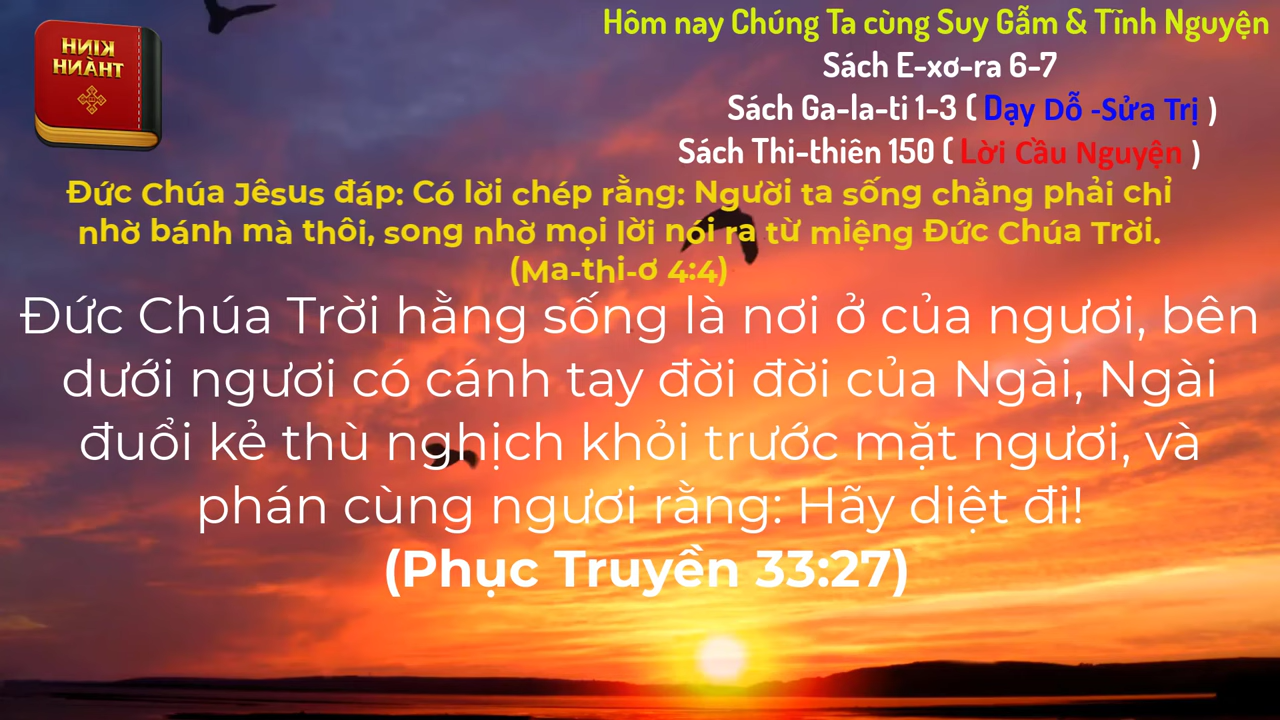 KINH
THÀNH
Hôm nay Chúng Ta cùng Suy Gẫm & Tĩnh Nguyện
Sách E-xơ-ra 6-7
Sách Ga-la-ti 1-3 ( Dạy Dỗ -Sửa Trị )
Sách Thi-thiên 150 ( Lời Cầu Nguyện )
Đức Chúa Jêsus đáp: Có lời chép rằng: Người ta sống chẳng phải chỉ
nhờ bánh mà thôi, song nhờ mọi lời nói ra từ miệng Đức Chúa Trời.
(Ma-thi-ơ 4:4)
Đức Chúa Trời hằng sống là nơi ở của ngươi, bên
dưới ngươi có cánh tay đời đời của Ngài, Ngài
đuổi kẻ thù nghịch khỏi trước mặt ngươi, và
phán cùng ngươi rằng: Hãy diệt đi!
(Phục Truyền 33:27)